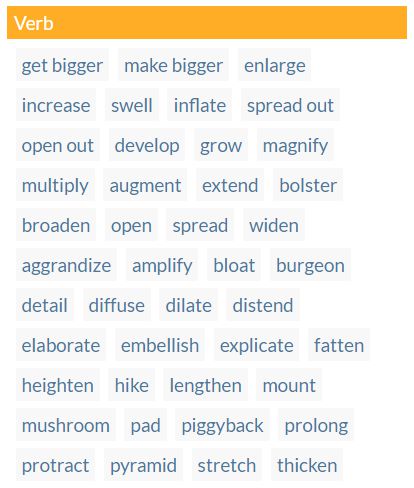 Verb
get bigger make bigger enlarge
increase swell inflate spread out
open out develop grow magnify
multiply augment extend bolster
broaden open spread widen
aggrandize amplify bloat burgeon
detail diffuse dilate distend
elaborate embellish explicate fatten
heighten hike lengthen mount
mushroom pad piggyback prolong
protract pyramid stretch thicken